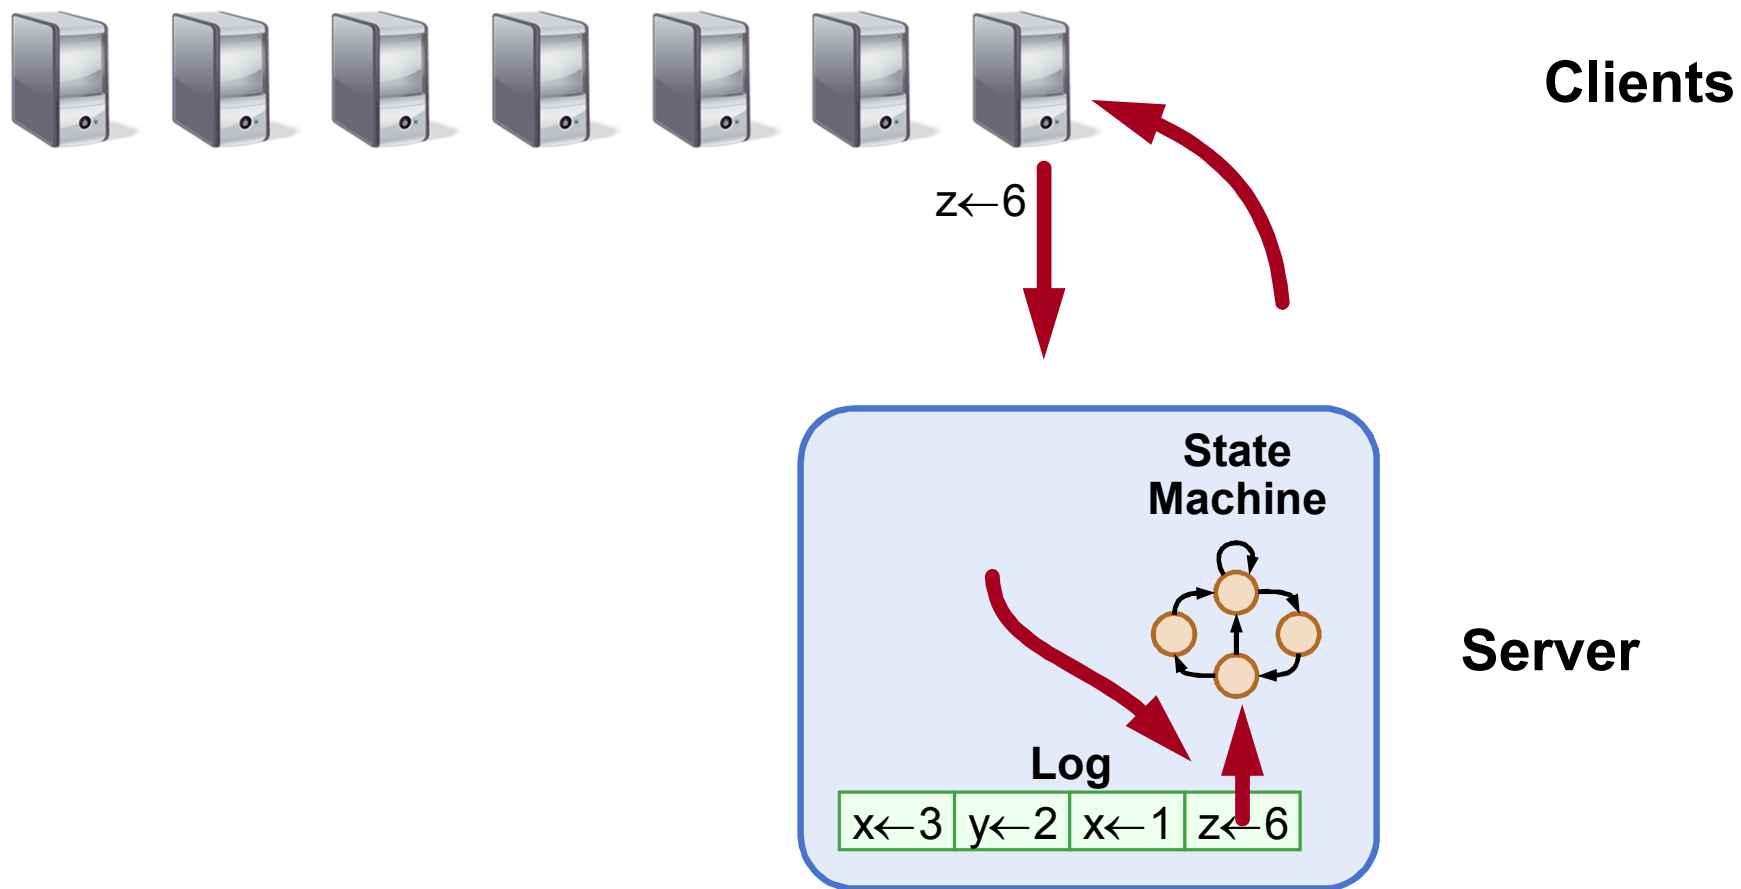 Clients
z←6
State
Machine
Server
Log
x←3 y←2 x←1 z←6